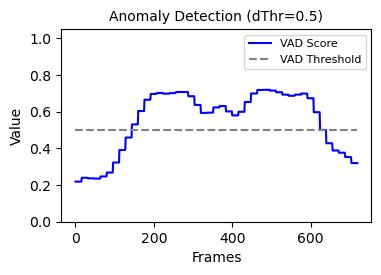 Anomaly Detection (dThr=0.5)
1.0
0.8
0.6
0.4
0.2
0.0
Value
VAD Score
VAD Threshold
0 200 400 600
Frames